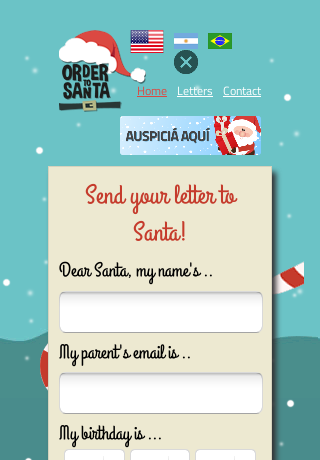 ORDER
TO
SANTA
Home Letters Contact
AUSPICIÁ AQUÍ
Send your letter to
Santa!
Dear Santa, my name's ..
My parent's email is ..
My birthday is ...